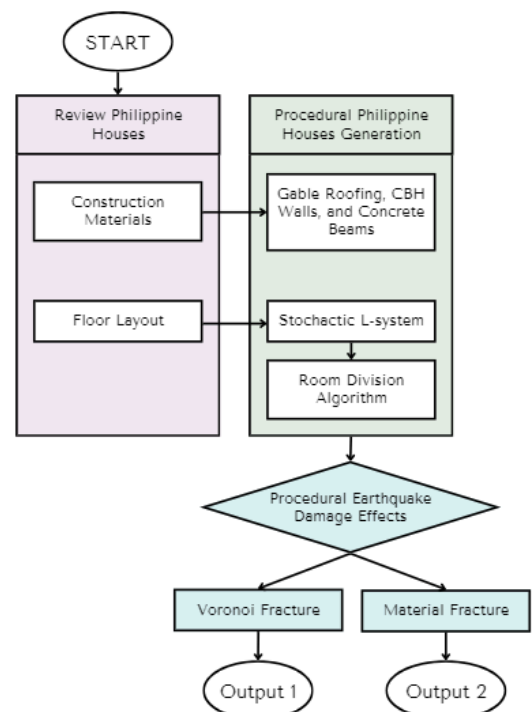 START
Review Philippine
Houses
Procedural Philippine
Houses Generation
Construction
Materials
Gable Roofing, CBH
Walls, and Concrete
Beams
Floor Layout
Stochactic L-system
Room Division
Algorithm
Procedural Earthquake
Damage Effects
Voronoi Fracture
Material Fracture
Output 1
Output 2